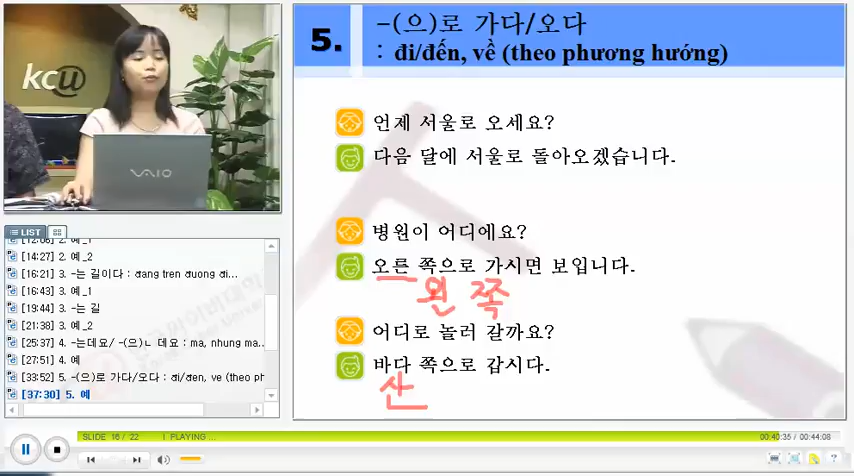 kcu
VAIO
5. -(으)로 가다/오다
: đi/đến, về (theo phương hướng)
언제 서울로 오세요?
다음 달에 서울로 돌아오겠습니다.
병원이 어디에요?
오른 쪽으로 가시면 보입니다.
왼 쪽
어디로 놀러 갈까요?
바다 쪽으로 갑시다.
산
LIST
[12:06] 2. 예_1
[14:27] 2. 예_2
[16:21] 3. -는 길이다 : đang tren đuong đi...
[16:43] 3. 예_1
[19:44] 3. -는 길
[21:38] 3. 예_2
[25:37] 4. -는데요/ -(으)ㄴ 데요 : ma, nhung ma...
[27:51] 4. 예
[33:52] 5. -(으)로 가다/오다 : đi/đen, ve (theo ph
[37:30] 5. 예
SLIDE 16 / 22 | PLAYING ...
00:40:35 / 00:44:08